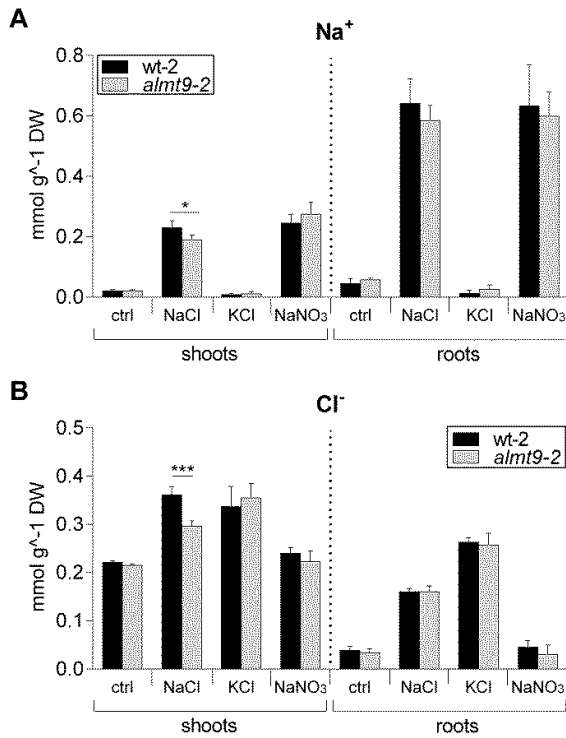 A
Na⁺
wt-2
almt9-2
mmol g^-1 DW
0.8
0.6
0.4
0.2
0.0
*
ctrl NaCl KCl NaNO₃ ctrl NaCl KCl NaNO₃
shoots roots
B
Cl⁻
wt-2
almt9-2
mmol g^-1 DW
0.5
0.4
0.3
0.2
0.1
0.0
***
ctrl NaCl KCl NaNO₃ ctrl NaCl KCl NaNO₃
shoots roots